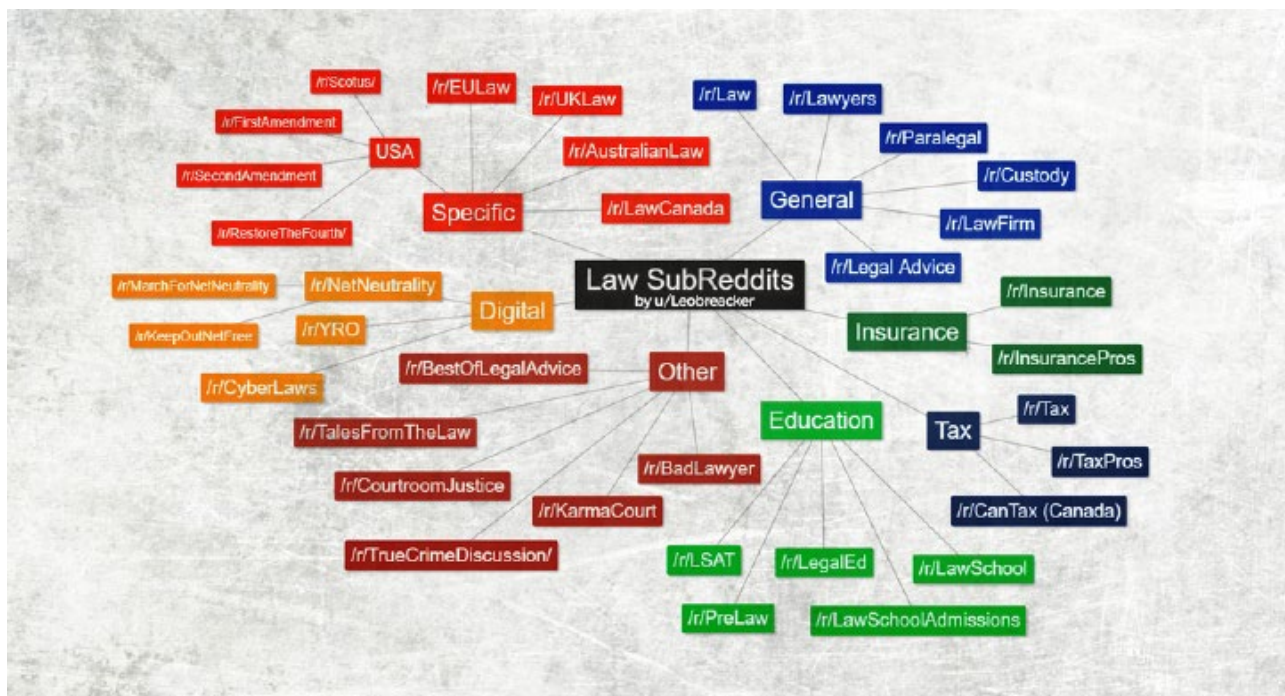 /r/Scotus/
/r/EULaw
/r/UKLaw
/r/FirstAmendment
USA
/r/AustralianLaw
/r/SecondAmendment
Specific
/r/LawCanada
/r/RestoreTheFourth/
/r/Law
/r/Lawyers
/r/Paralegal
/r/Custody
General
/r/LawFirm
/r/Legal Advice
Law SubReddits
by u/Leobreacker
/r/MarchForNetNeutrality
/r/NetNeutrality
Digital
/r/KeepOutNetFree
/r/YRO
/r/CyberLaws
/r/Insurance
Insurance
/r/InsurancePros
/r/BestOfLegalAdvice
Other
/r/TalesFromTheLaw
/r/BadLawyer
/r/CourtroomJustice
/r/KarmaCourt
/r/TrueCrimeDiscussion/
Education
/r/LSAT
/r/LegalEd
/r/LawSchool
/r/PreLaw
/r/LawSchoolAdmissions
Tax
/r/Tax
/r/TaxPros
/r/CanTax (Canada)